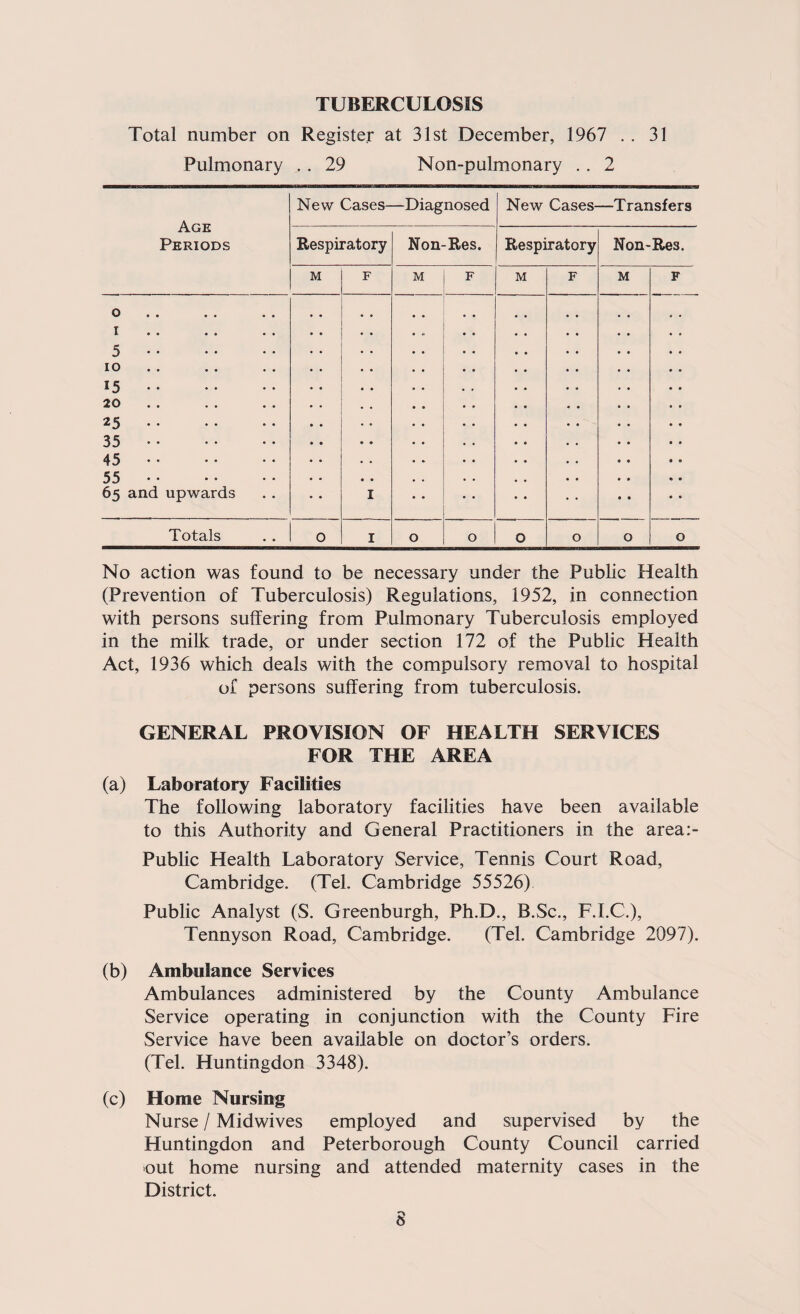 TUBERCULOSIS
Total number on Register at 31st December, 1967 .. 31
Pulmonary .. 29 Non-pulmonary .. 2
Age Periods | New Cases—Diagnosed | New Cases—Transfers
Respiratory | Non-Res. | Respiratory | Non-Res.
M | F | M | F | M | F | M | F
0 .. .. .. | .. | .. | .. | .. | .. | .. | .. | ..
1 .. .. .. | .. | .. | .. | .. | .. | .. | .. | ..
5 .. .. .. | .. | .. | .. | .. | .. | .. | .. | ..
10 .. .. .. | .. | .. | .. | .. | .. | .. | .. | ..
15 .. .. .. | .. | .. | .. | .. | .. | .. | .. | ..
20 .. .. .. | .. | .. | .. | .. | .. | .. | .. | ..
25 .. .. .. | .. | .. | .. | .. | .. | .. | .. | ..
35 .. .. .. | .. | .. | .. | .. | .. | .. | .. | ..
45 .. .. .. | .. | .. | .. | .. | .. | .. | .. | ..
55 .. .. .. | .. | .. | .. | .. | .. | .. | .. | ..
65 and upwards .. | .. | 1 | .. | .. | .. | .. | .. | ..
Totals .. | 0 | 1 | 0 | 0 | 0 | 0 | 0 | 0
No action was found to be necessary under the Public Health
(Prevention of Tuberculosis) Regulations, 1952, in connection
with persons suffering from Pulmonary Tuberculosis employed
in the milk trade, or under section 172 of the Public Health
Act, 1936 which deals with the compulsory removal to hospital
of persons suffering from tuberculosis.
GENERAL PROVISION OF HEALTH SERVICES
FOR THE AREA
(a) Laboratory Facilities
The following laboratory facilities have been available
to this Authority and General Practitioners in the area:-
Public Health Laboratory Service, Tennis Court Road,
Cambridge. (Tel. Cambridge 55526)
Public Analyst (S. Greenburgh, Ph.D., B.Sc., F.I.C.),
Tennyson Road, Cambridge. (Tel. Cambridge 2097).
(b) Ambulance Services
Ambulances administered by the County Ambulance
Service operating in conjunction with the County Fire
Service have been available on doctor's orders.
(Tel. Huntingdon 3348).
(c) Home Nursing
Nurse / Midwives employed and supervised by the
Huntingdon and Peterborough County Council carried
out home nursing and attended maternity cases in the
District.
8